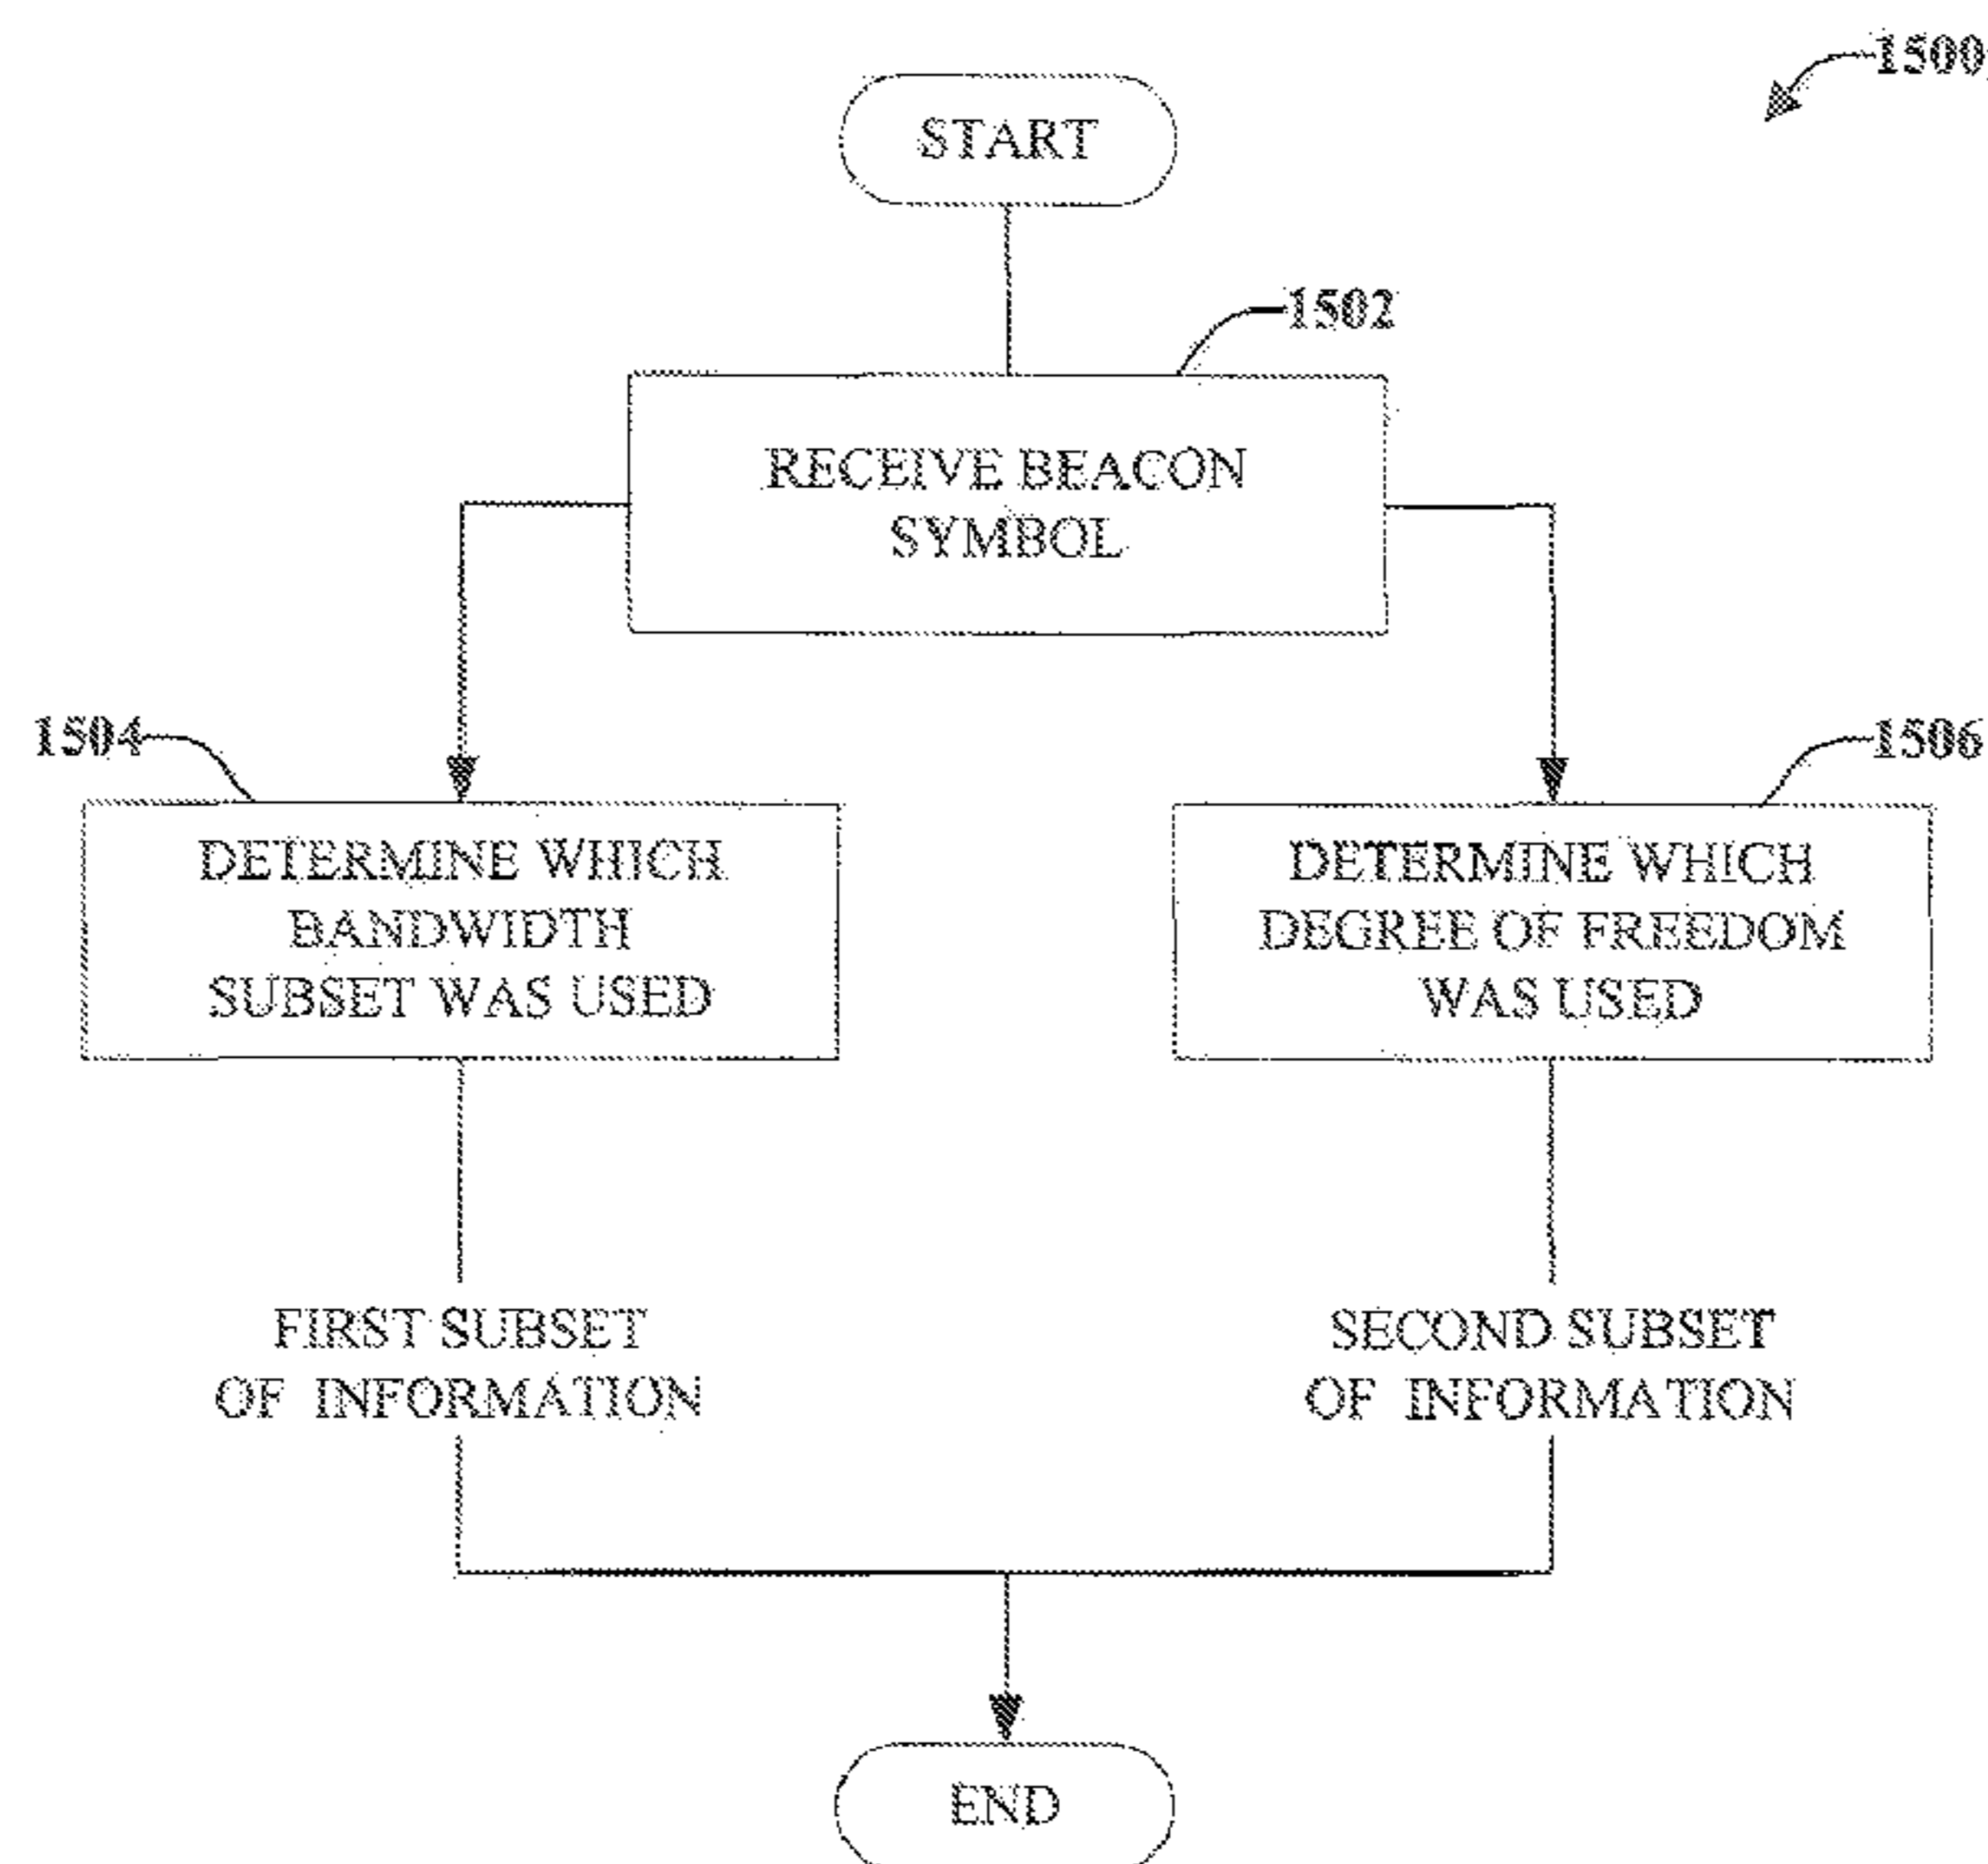 1500
START
1502
RECEIVE BEACON
SYMBOL
1504
1506
DETERMINE WHICH
BANDWIDTH
SUBSET WAS USED
DETERMINE WHICH
DEGREE OF FREEDOM
WAS USED
FIRST SUBSET
OF INFORMATION
SECOND SUBSET
OF INFORMATION
END